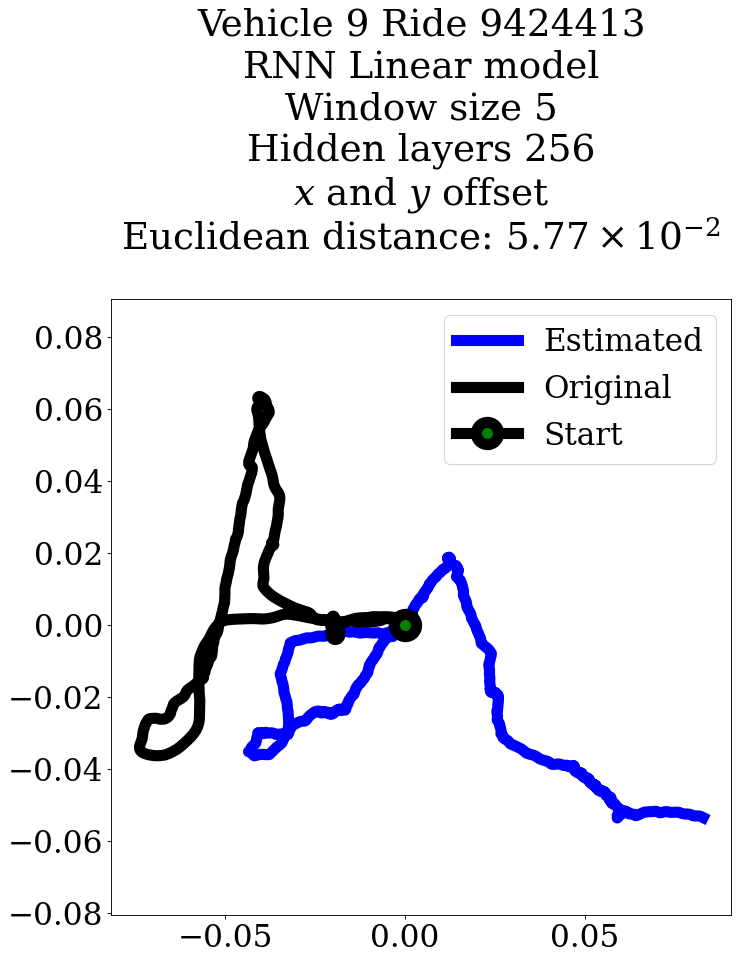 Vehicle 9 Ride 9424413
RNN Linear model
Window size 5
Hidden layers 256
x and y offset
Euclidean distance: 5.77 × 10⁻²
Estimated
Original
Start
0.08
0.06
0.04
0.02
0.00
−0.02
−0.04
−0.06
−0.08
−0.05 0.00 0.05